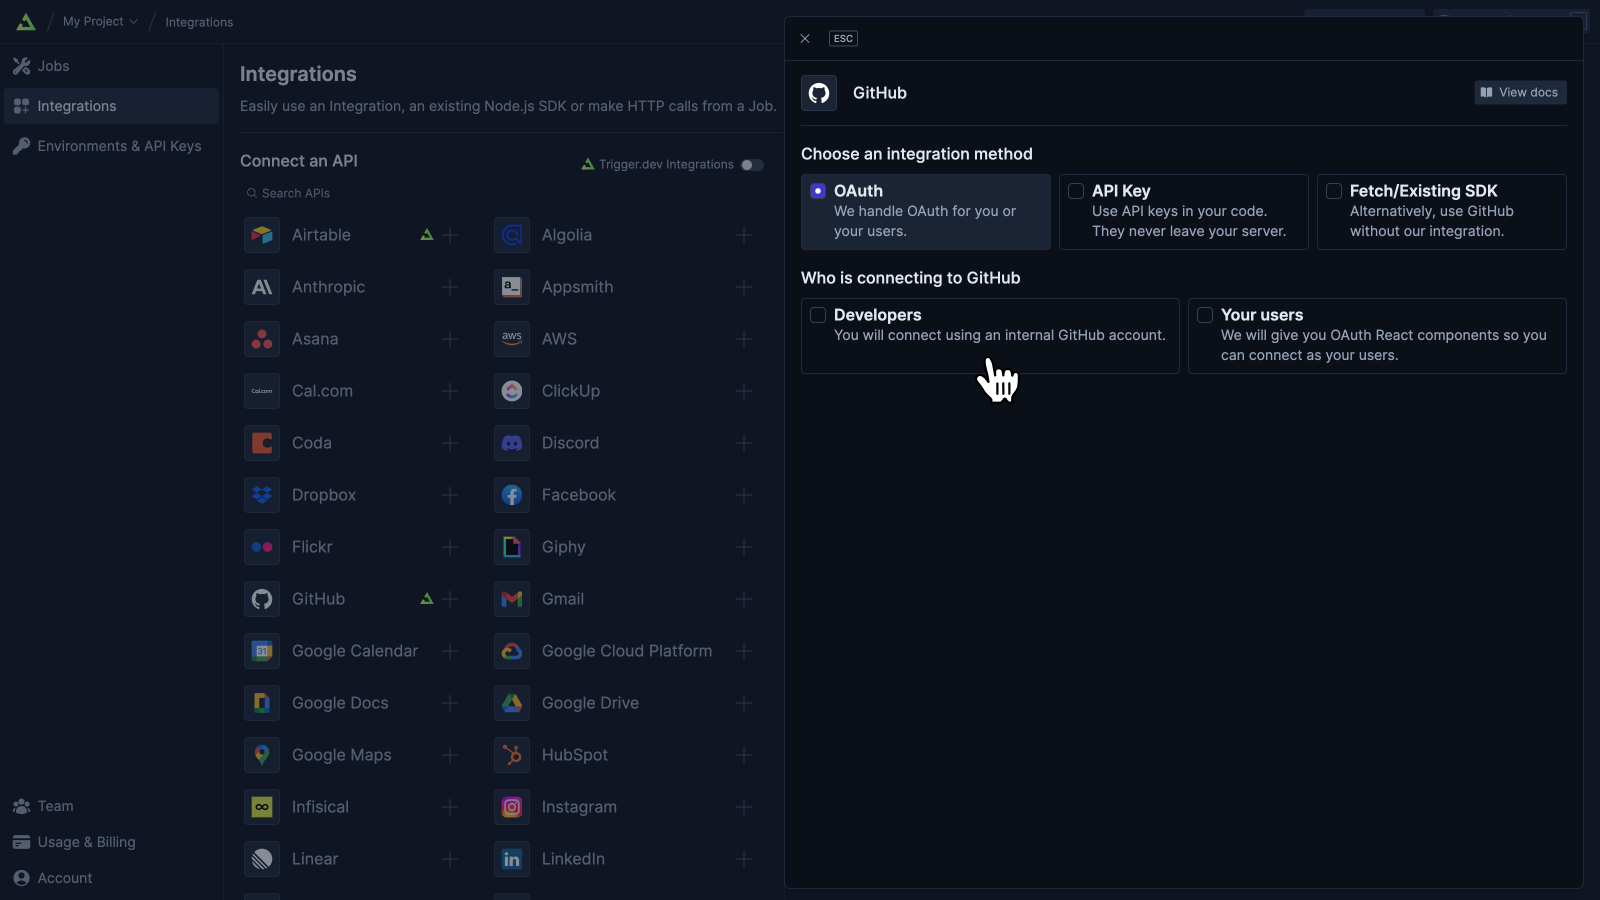 My Project
Integrations
Jobs
Integrations
Environments & API Keys
Team
Usage & Billing
Account
Integrations
Easily use an Integration, an existing Node.js SDK or make HTTP calls from a Job.
Connect an API
Trigger.dev Integrations
Search APIs
Airtable
Algolia
Anthropic
Appsmith
Asana
aws
AWS
Cal.com
Cal.com
ClickUp
Coda
Discord
Dropbox
Facebook
Flickr
Giphy
GitHub
Gmail
31
Google Calendar
Google Cloud Platform
Google Docs
Google Drive
Google Maps
HubSpot
Infisical
Instagram
Linear
in
LinkedIn
ESC
GitHub
View docs
Choose an integration method
OAuth
We handle OAuth for you or
your users.
API Key
Use API keys in your code.
They never leave your server.
Fetch/Existing SDK
Alternatively, use GitHub
without our integration.
Who is connecting to GitHub
Developers
You will connect using an internal GitHub account.
Your users
We will give you OAuth React components so you
can connect as your users.